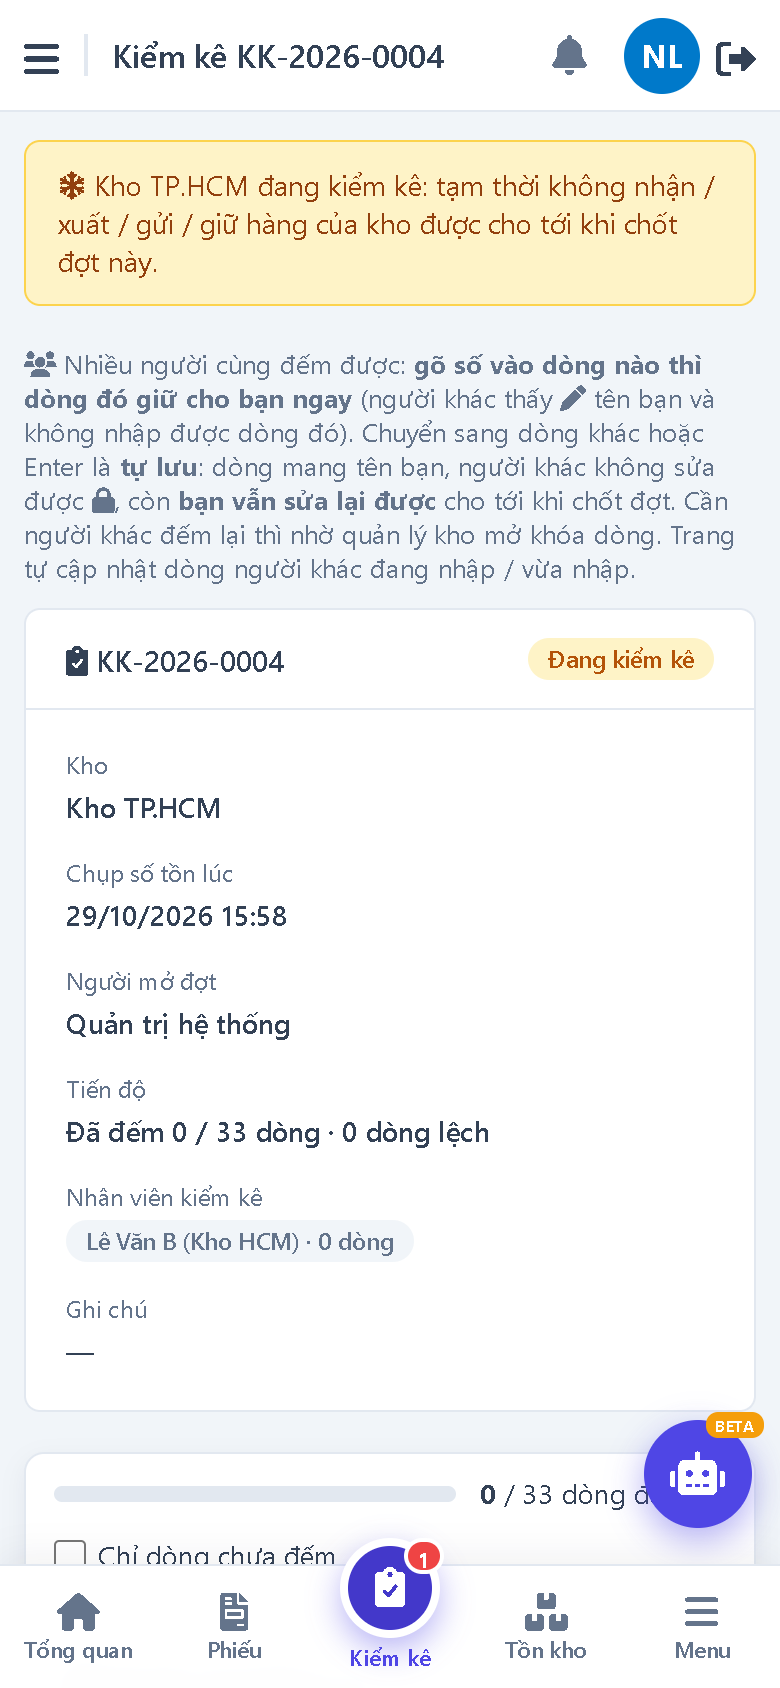 Kiểm kê KK-2026-0004
NL
Kho TP.HCM đang kiểm kê: tạm thời không nhận /
xuất / gửi / giữ hàng của kho được cho tới khi chốt
đợt này.
Nhiều người cùng đếm được: gõ số vào dòng nào thì
dòng đó giữ cho bạn ngay (người khác thấy tên bạn và
không nhập được dòng đó). Chuyển sang dòng khác hoặc
Enter là tự lưu: dòng mang tên bạn, người khác không sửa
được , còn bạn vẫn sửa lại được cho tới khi chốt đợt. Cần
người khác đếm lại thì nhờ quản lý kho mở khóa dòng. Trang
tự cập nhật dòng người khác đang nhập / vừa nhập.
KK-2026-0004
Đang kiểm kê
Kho
Kho TP.HCM
Chụp số tồn lúc
29/10/2026 15:58
Người mở đợt
Quản trị hệ thống
Tiến độ
Đã đếm 0 / 33 dòng · 0 dòng lệch
Nhân viên kiểm kê
Lê Văn B (Kho HCM) · 0 dòng
Ghi chú
—
BETA
0 / 33 dòng
Chỉ dòng chưa đếm
1
Tổng quan
Phiếu
Kiểm kê
Tồn kho
Menu